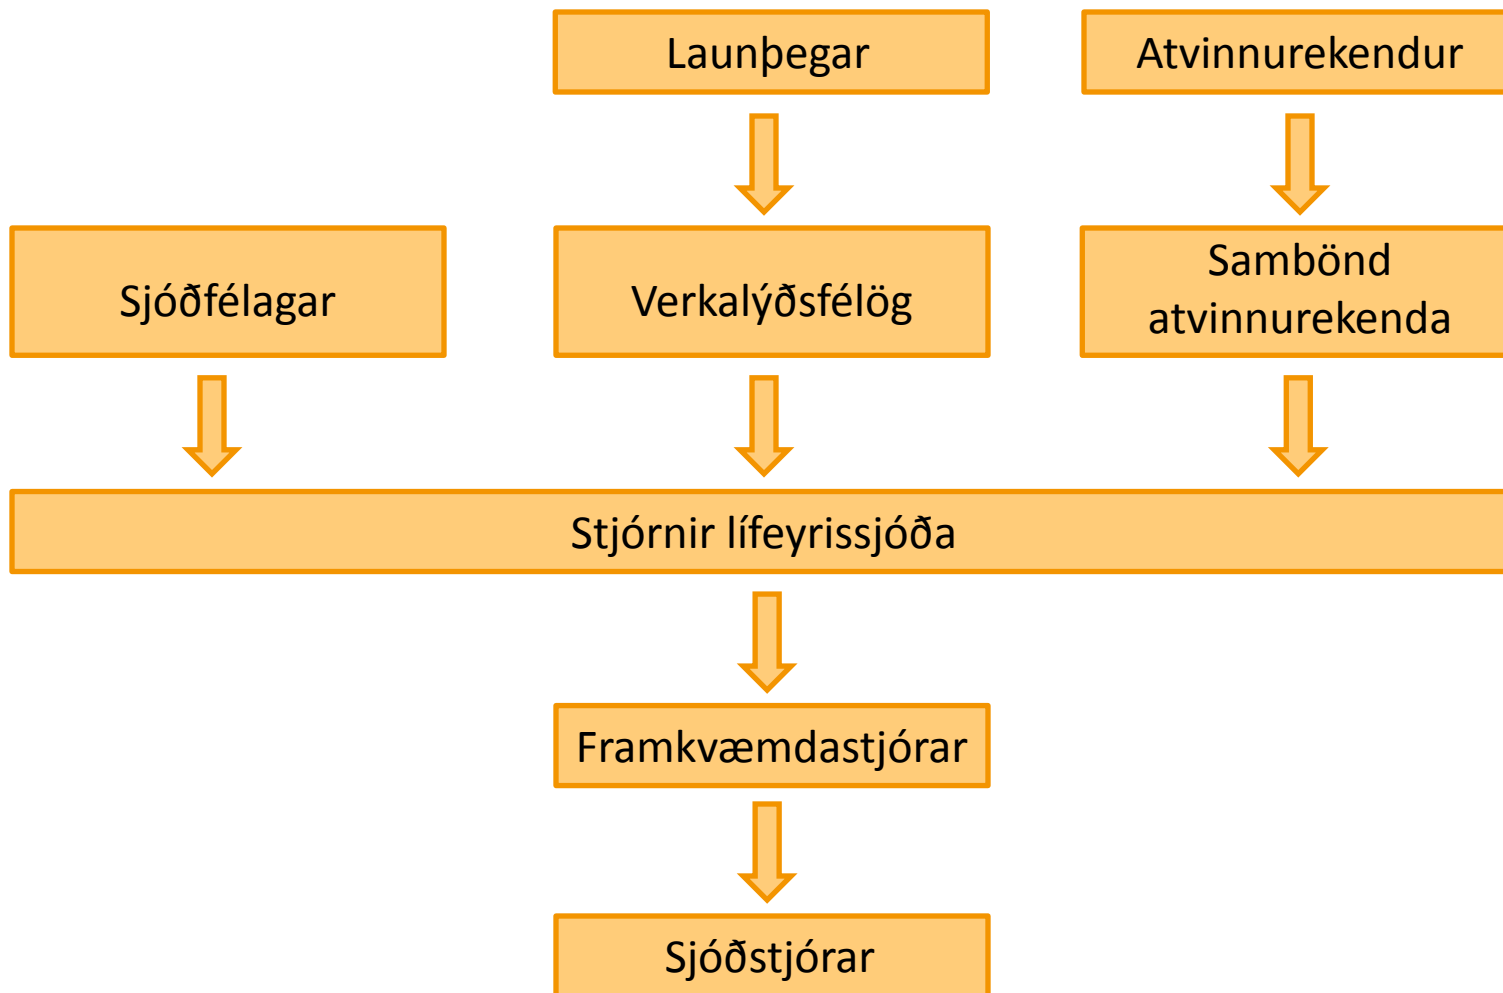 Launþegar
Atvinnurekendur
Sjóðfélagar
Verkalýðsfélög
Sambönd
atvinnurekenda
Stjórnir lífeyrissjóða
Framkvæmdastjórar
Sjóðstjórar